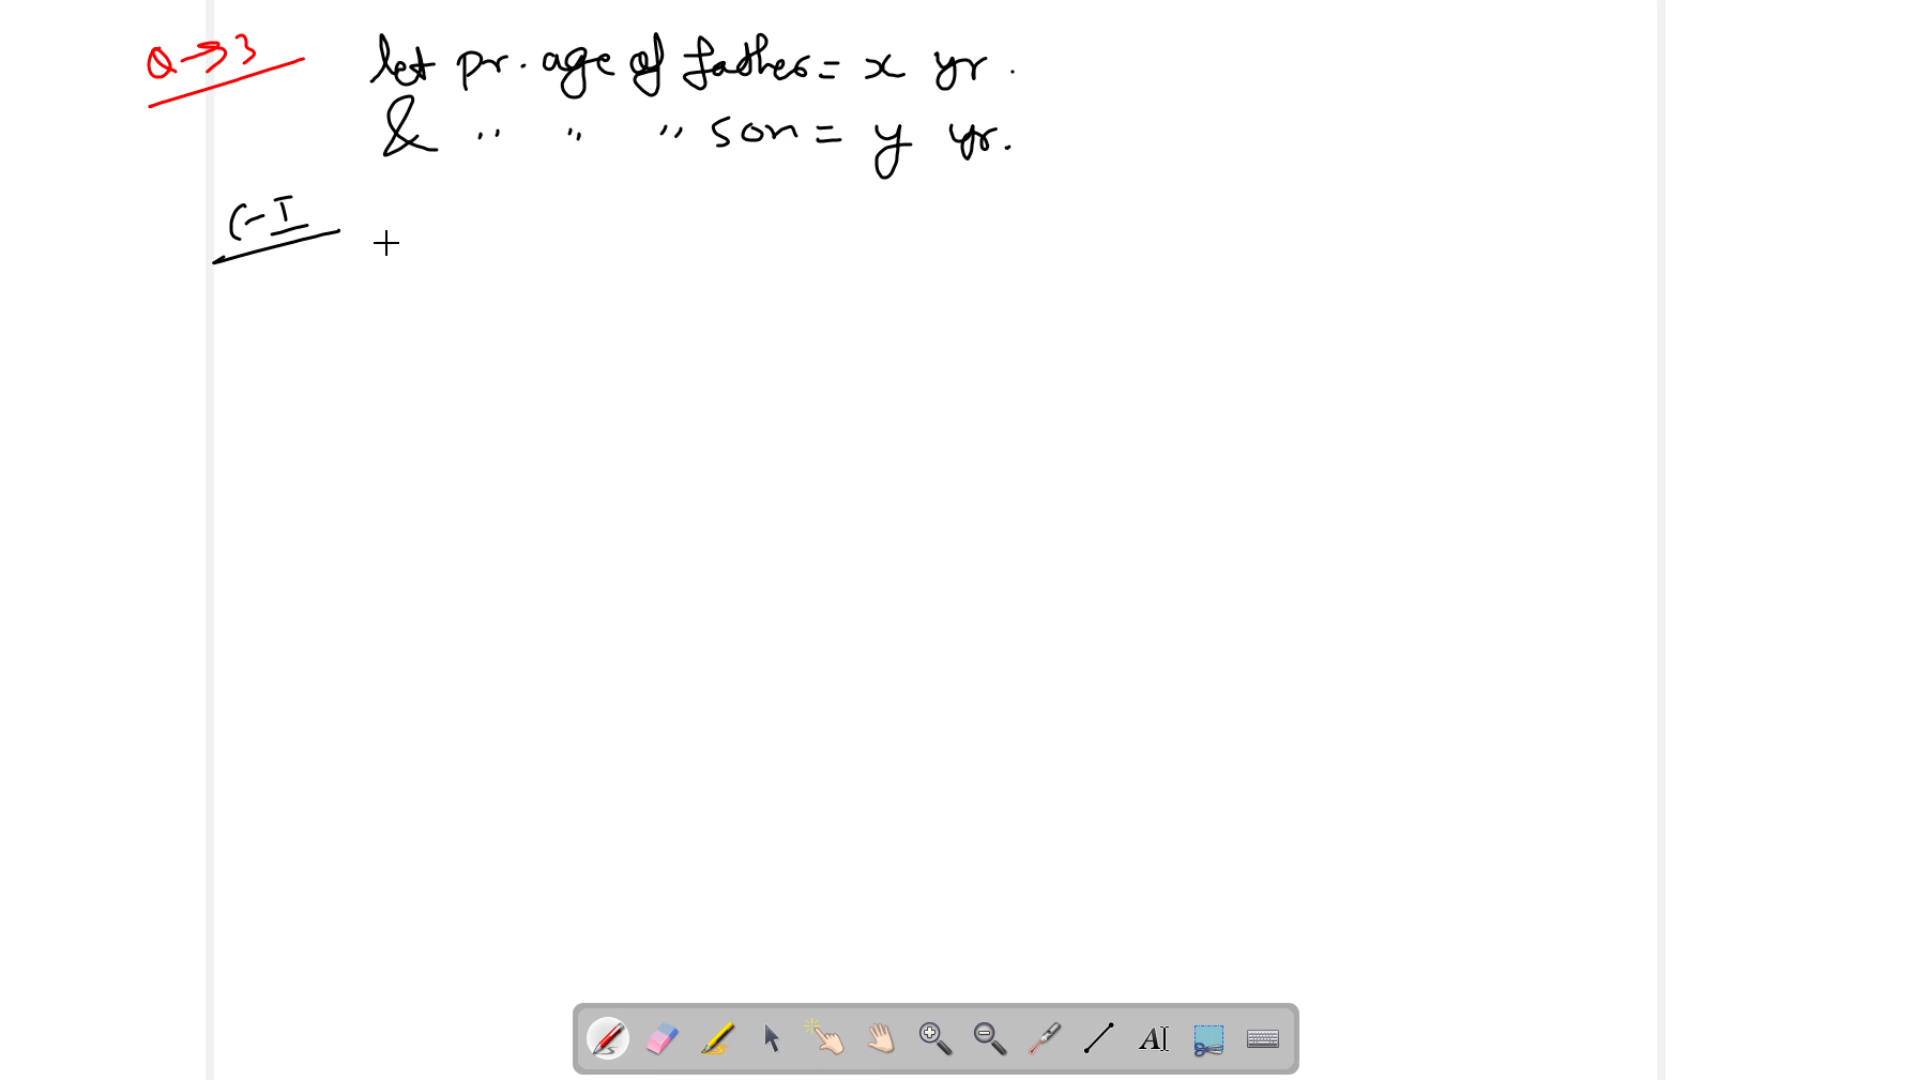 Q→3 let pr. age of father = x yr.
& " " " son = y yr.
C-I